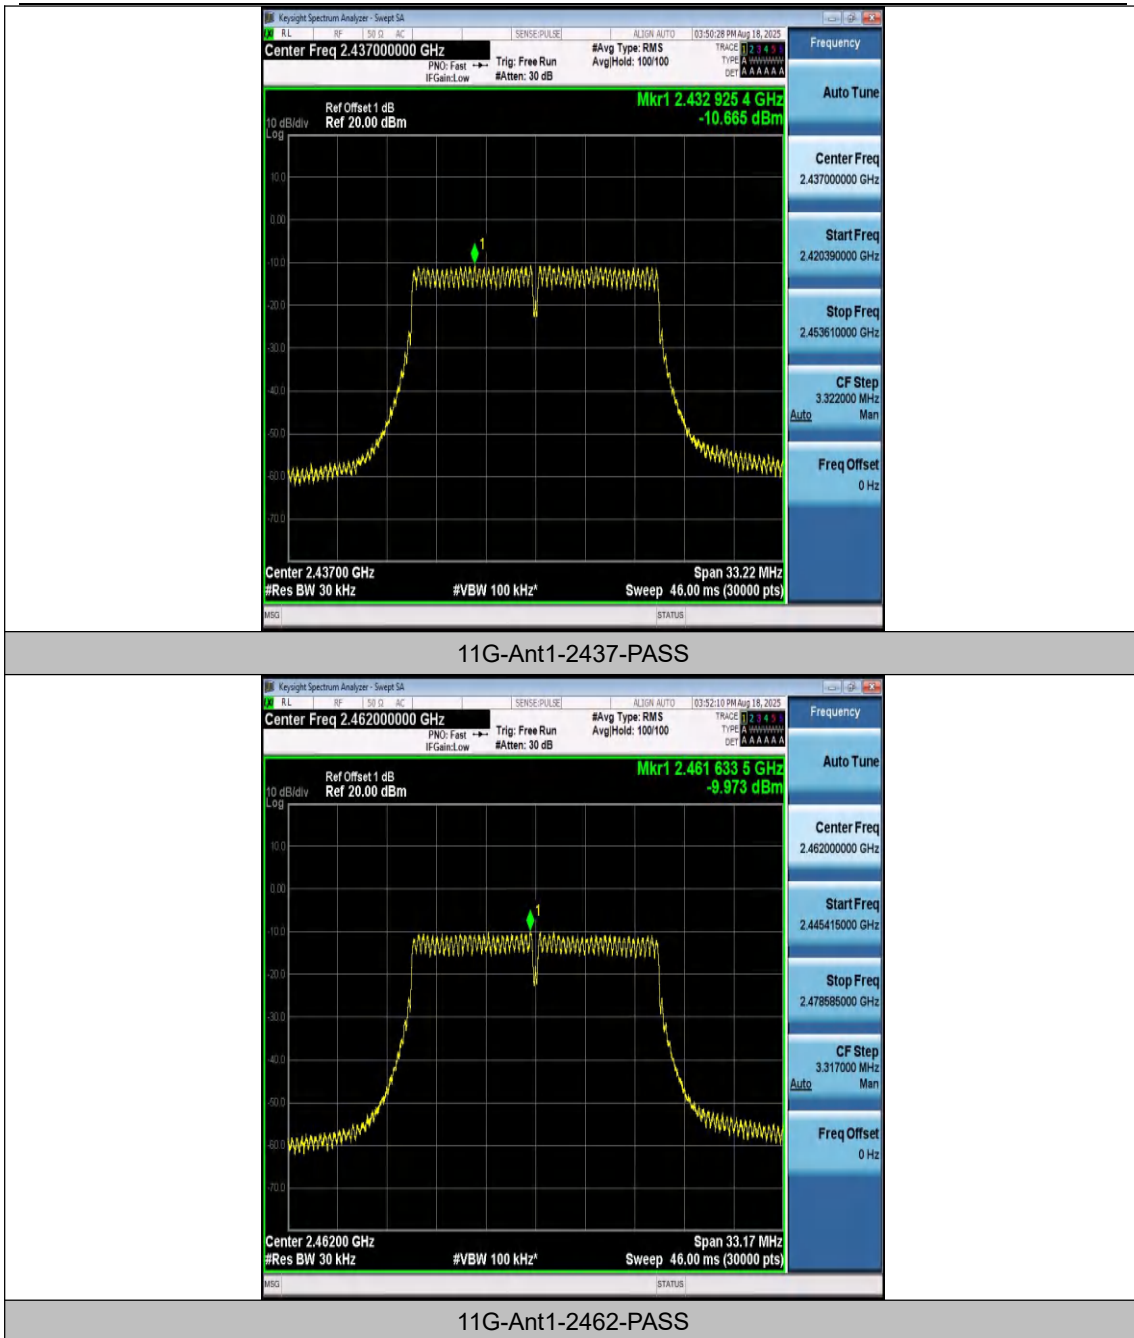 Keysight Spectrum Analyzer - Swept SA
RL RF 50 Ω AC SENSE:PULSE ALIGN AUTO 03:50:28 PM Aug 18, 2025
Center Freq 2.437000000 GHz #Avg Type: RMS TRACE 1 2 3 4 5
PNO: Fast Trig: Free Run Avg|Hold: 100/100 TYPE A WWWWW
IFGain:Low #Atten: 30 dB DET A A A A A A
Frequency
Auto Tune
Mkr1 2.432 925 4 GHz
-10.665 dBm
Ref Offset 1 dB
10 dB/div Ref 20.00 dBm
Log
10.0
0.00
-10.0
-20.0
-30.0
-40.0
-50.0
-60.0
-70.0
1
Center Freq
2.437000000 GHz
Start Freq
2.420390000 GHz
Stop Freq
2.453610000 GHz
CF Step
3.322000 MHz
Auto Man
Freq Offset
0 Hz
Center 2.43700 GHz Span 33.22 MHz
#Res BW 30 kHz #VBW 100 kHz* Sweep 46.00 ms (30000 pts)
MSG STATUS
11G-Ant1-2437-PASS
Keysight Spectrum Analyzer - Swept SA
RL RF 50 Ω AC SENSE:PULSE ALIGN AUTO 03:52:10 PM Aug 18, 2025
Center Freq 2.462000000 GHz #Avg Type: RMS TRACE 1 2 3 4 5
PNO: Fast Trig: Free Run Avg|Hold: 100/100 TYPE A WWWWW
IFGain:Low #Atten: 30 dB DET A A A A A A
Frequency
Auto Tune
Mkr1 2.461 633 5 GHz
-9.973 dBm
Ref Offset 1 dB
10 dB/div Ref 20.00 dBm
Log
10.0
0.00
-10.0
-20.0
-30.0
-40.0
-50.0
-60.0
-70.0
1
Center Freq
2.462000000 GHz
Start Freq
2.445415000 GHz
Stop Freq
2.478585000 GHz
CF Step
3.317000 MHz
Auto Man
Freq Offset
0 Hz
Center 2.46200 GHz Span 33.17 MHz
#Res BW 30 kHz #VBW 100 kHz* Sweep 46.00 ms (30000 pts)
MSG STATUS
11G-Ant1-2462-PASS